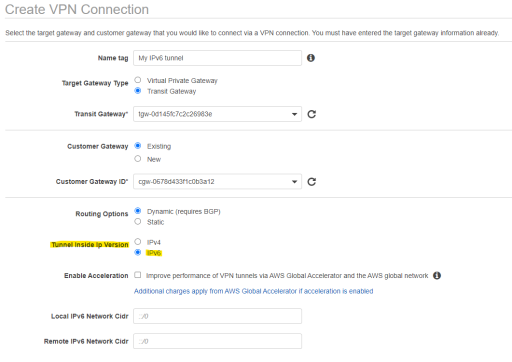 Create VPN Connection
Select the target gateway and customer gateway that you would like to connect via a VPN connection. You must have entered the target gateway information already.
Name tag My IPv6 tunnel
Target Gateway Type Virtual Private Gateway
Transit Gateway
Transit Gateway* tgw-0d145fc7c2c26983e
Customer Gateway Existing
New
Customer Gateway ID* cgw-0678d433f1c0b3a12
Routing Options Dynamic (requires BGP)
Static
Tunnel Inside Ip Version IPv4
IPv6
Enable Acceleration Improve performance of VPN tunnels via AWS Global Accelerator and the AWS global network
Additional charges apply from AWS Global Accelerator if acceleration is enabled
Local IPv6 Network Cidr ::/0
Remote IPv6 Network Cidr ::/0